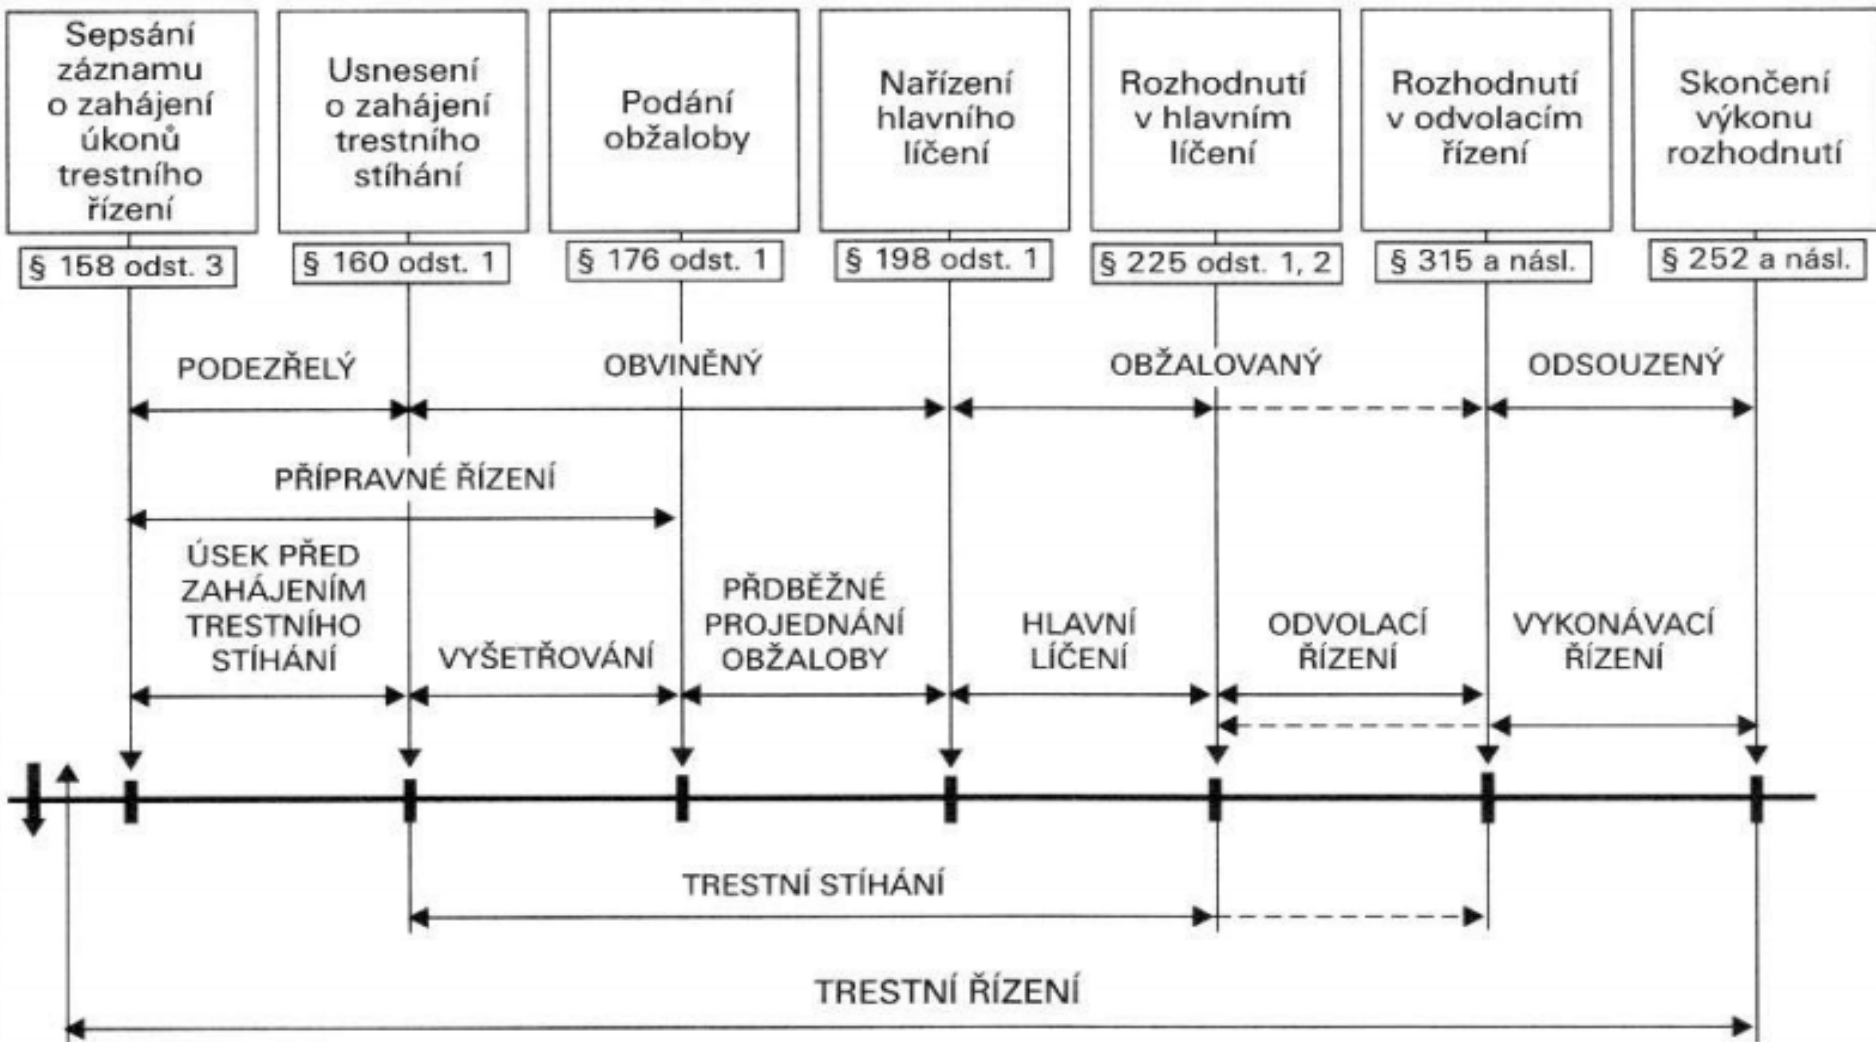 Sepsání
záznamu
o zahájení
úkonů
trestního
řízení
Usnesení
o zahájení
trestního
stíhání
Podání
obžaloby
Nařízení
hlavního
líčení
Rozhodnutí
v hlavním
líčení
Rozhodnutí
v odvolacím
řízení
Skončení
výkonu
rozhodnutí
§ 158 odst. 3
§ 160 odst. 1
§ 176 odst. 1
§ 198 odst. 1
§ 225 odst. 1, 2
§ 315 a násl.
§ 252 a násl.
PODEZŘELÝ
OBVINĚNÝ
OBŽALOVANÝ
ODSOUZENÝ
PŘÍPRAVNÉ ŘÍZENÍ
ÚSEK PŘED
ZAHÁJENÍM
TRESTNÍHO
STÍHÁNÍ
VYŠETŘOVÁNÍ
PŘDBĚŽNÉ
PROJEDNÁNÍ
OBŽALOBY
HLAVNÍ
LÍČENÍ
ODVOLACÍ
ŘÍZENÍ
VYKONÁVACÍ
ŘÍZENÍ
TRESTNÍ STÍHÁNÍ
TRESTNÍ ŘÍZENÍ